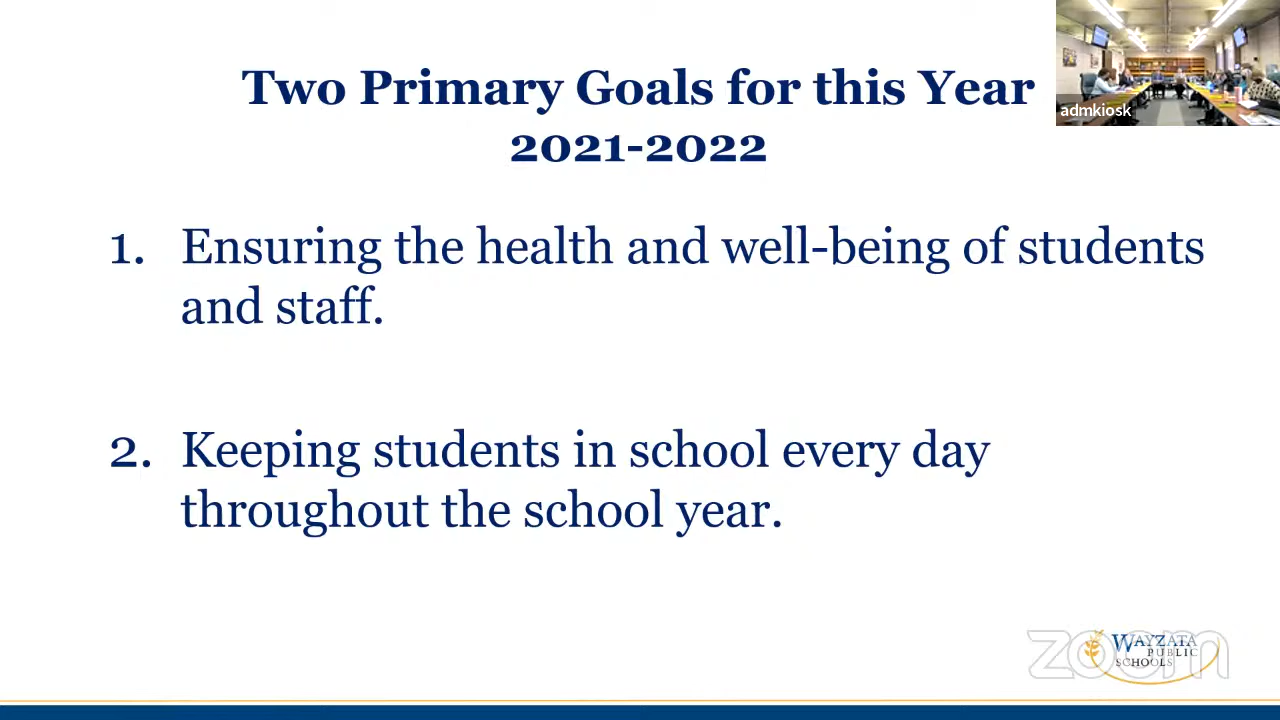 Two Primary Goals for this Year
2021-2022
admkiosk
1. Ensuring the health and well-being of students
and staff.
2. Keeping students in school every day
throughout the school year.
WAYZATA
PUBLIC
SCHOOLS
zoom